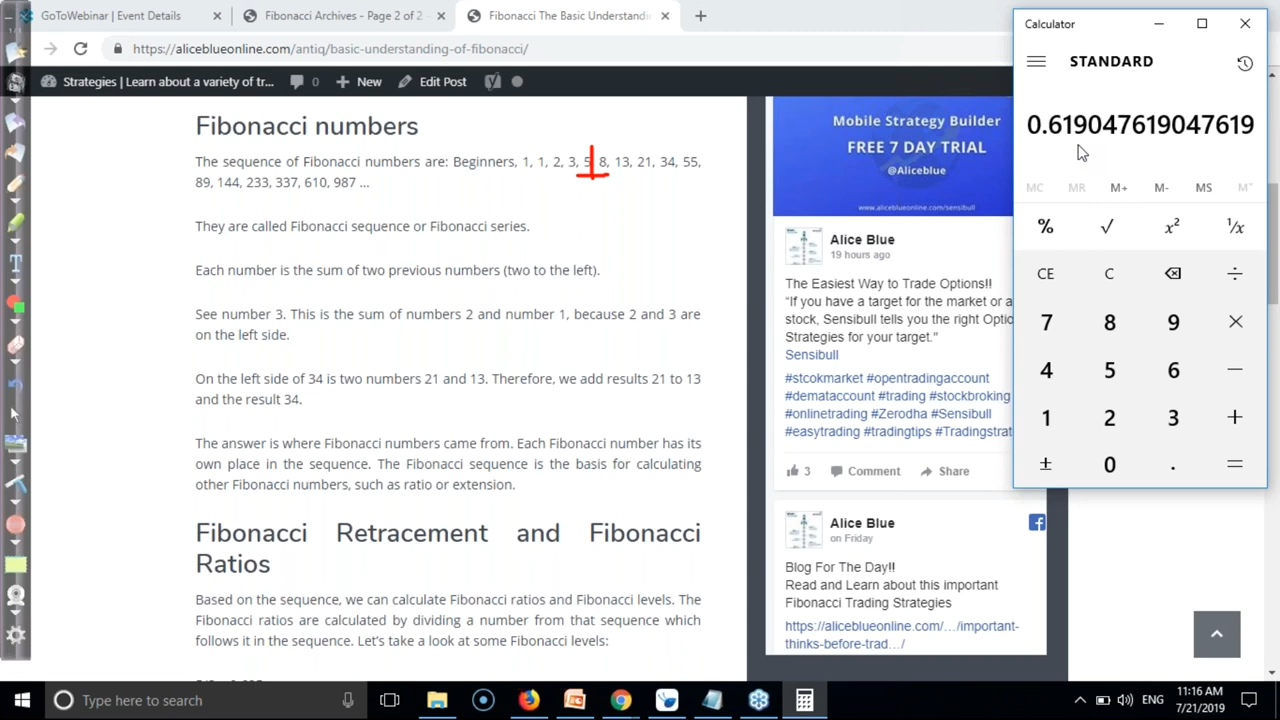 GoToWebinar | Event Details
Fibonacci Archives - Page 2 of 2 -
Fibonacci The Basic Understandin
https://aliceblueonline.com/antiq/basic-understanding-of-fibonacci/
Strategies | Learn about a variety of tr...
0
New
Edit Post
Fibonacci numbers
The sequence of Fibonacci numbers are: Beginners, 1, 1, 2, 3, 5, 8, 13, 21, 34, 55,
89, 144, 233, 337, 610, 987 ...
They are called Fibonacci sequence or Fibonacci series.
Each number is the sum of two previous numbers (two to the left).
See number 3. This is the sum of numbers 2 and number 1, because 2 and 3 are
on the left side.
On the left side of 34 is two numbers 21 and 13. Therefore, we add results 21 to 13
and the result 34.
The answer is where Fibonacci numbers came from. Each Fibonacci number has its
own place in the sequence. The Fibonacci sequence is the basis for calculating
other Fibonacci numbers, such as ratio or extension.
Fibonacci Retracement and Fibonacci
Ratios
Based on the sequence, we can calculate Fibonacci ratios and Fibonacci levels. The
Fibonacci ratios are calculated by dividing a number from that sequence which
follows it in the sequence. Let's take a look at some Fibonacci levels:
Mobile Strategy Builder
FREE 7 DAY TRIAL
@Aliceblue
www.aliceblueonline.com/sensibull
Alice Blue
19 hours ago
The Easiest Way to Trade Options!!
"If you have a target for the market or a
stock, Sensibull tells you the right Optio
Strategies for your target."
Sensibull
#stcokmarket #opentradingaccount
#demataccount #trading #stockbroking
#onlinetrading #Zerodha #Sensibull
#easytrading #tradingtips #Tradingstrat
3
Comment
Share
Alice Blue
on Friday
Blog For The Day!!
Read and Learn about this important
Fibonacci Trading Strategies
https://aliceblueonline.com/.../important-
thinks-before-trad.../
Calculator
STANDARD
0.619047619047619
MC MR M+ M- MS M˅
% √ x² ¹/x
CE C ÷
7 8 9 ×
4 5 6 −
1 2 3 +
± 0 . =
Type here to search
ENG
11:16 AM
7/21/2019